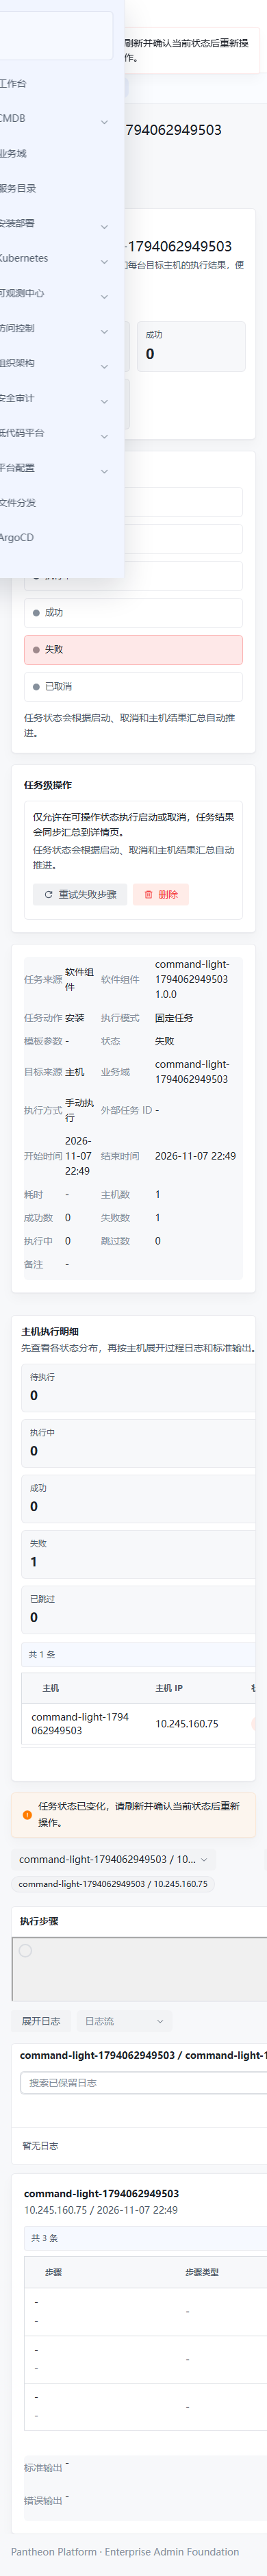 刷新并确认当前状态后重新操
作。
工作台
CMDB
业务域
服务目录
安装部署
Kubernetes
可观测中心
访问控制
组织架构
安全审计
低代码平台
平台配置
文件分发
ArgoCD
1794062949503
-1794062949503
和每台目标主机的执行结果，便
成功
0
成功
失败
已取消
任务状态会根据启动、取消和主机结果汇总自动推
进。
任务级操作
仅允许在可操作状态执行启动或取消，任务结果
会同步汇总到详情页。
任务状态会根据启动、取消和主机结果汇总自动
推进。
重试失败步骤 删除
任务来源 软件组件 软件组件 command-light-1794062949503 1.0.0
任务动作 安装 执行模式 固定任务
模板参数 - 状态 失败
目标来源 主机 业务域 command-light-1794062949503
执行方式 手动执行 外部任务 ID -
开始时间 2026-11-07 22:49 结束时间 2026-11-07 22:49
耗时 - 主机数 1
成功数 0 失败数 1
执行中 0 跳过数 0
备注 -
主机执行明细
先查看各状态分布，再按主机展开过程日志和标准输出。
待执行
0
执行中
0
成功
0
失败
1
已跳过
0
共 1 条
主机 主机 IP
command-light-1794
062949503 10.245.160.75
任务状态已变化，请刷新并确认当前状态后重新
操作。
command-light-1794062949503 / 10...
command-light-1794062949503 / 10.245.160.75
执行步骤
展开日志 日志流
command-light-1794062949503 / command-light-1
搜索已保留日志
暂无日志
command-light-1794062949503
10.245.160.75 / 2026-11-07 22:49
共 3 条
步骤 步骤类型
-
- -
-
- -
-
- -
标准输出 -
错误输出 -
Pantheon Platform · Enterprise Admin Foundation